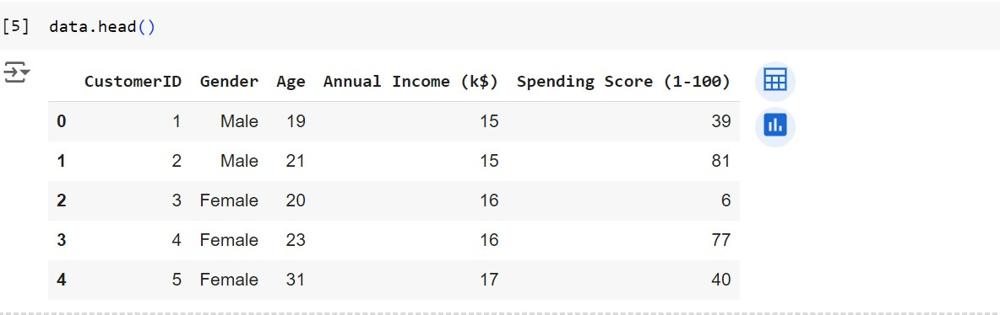 [5] data.head()
CustomerID Gender Age Annual Income (k$) Spending Score (1-100)
0 1 Male 19 15 39
1 2 Male 21 15 81
2 3 Female 20 16 6
3 4 Female 23 16 77
4 5 Female 31 17 40